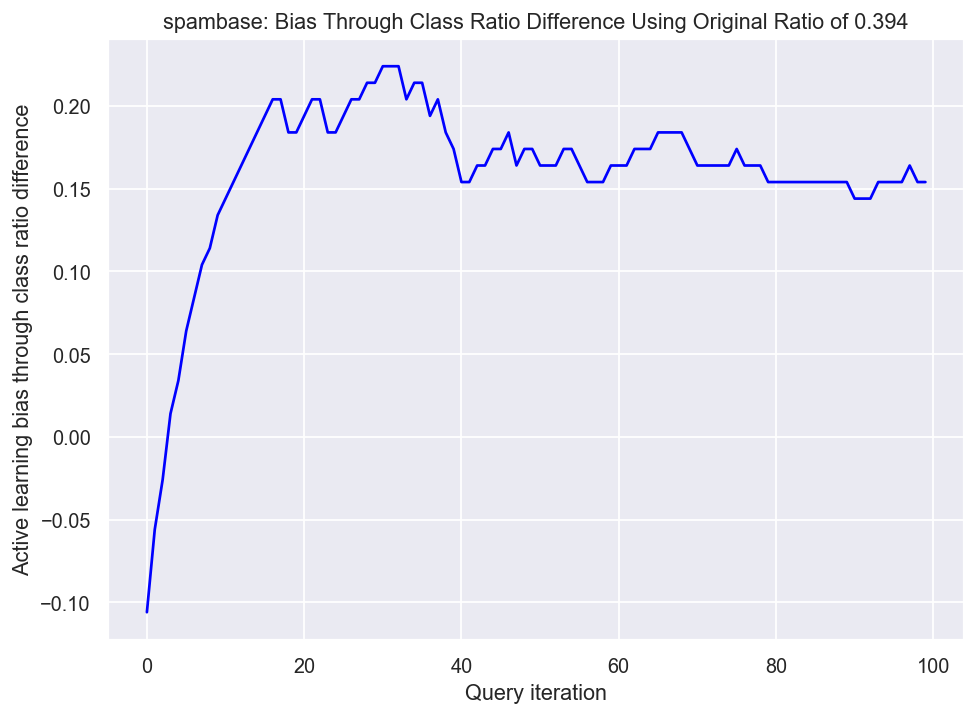 spambase: Bias Through Class Ratio Difference Using Original Ratio of 0.394
Active learning bias through class ratio difference
0.20
0.15
0.10
0.05
0.00
−0.05
−0.10
0 20 40 60 80 100
Query iteration